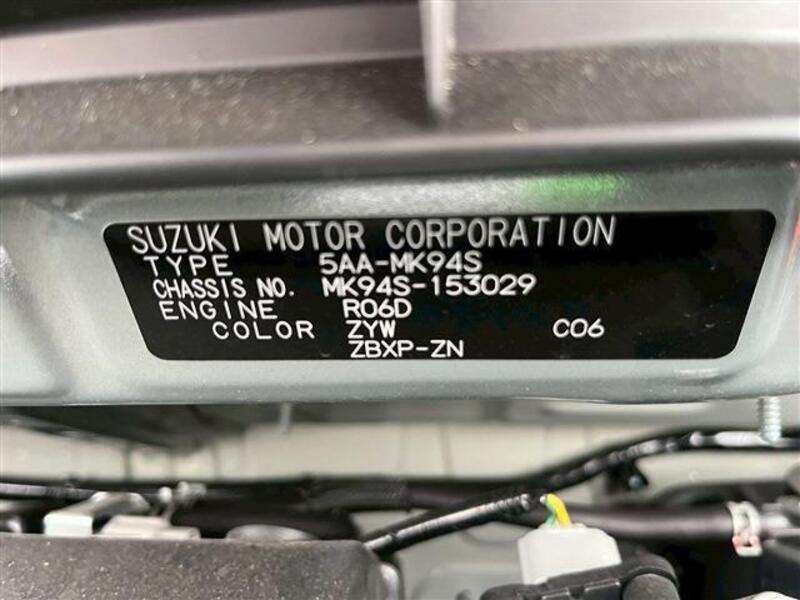 SUZUKI MOTOR CORPORATION
TYPE 5AA-MK94S
CHASSIS NO. MK94S-153029
ENGINE R06D
COLOR ZYW C06
ZBXP-ZN